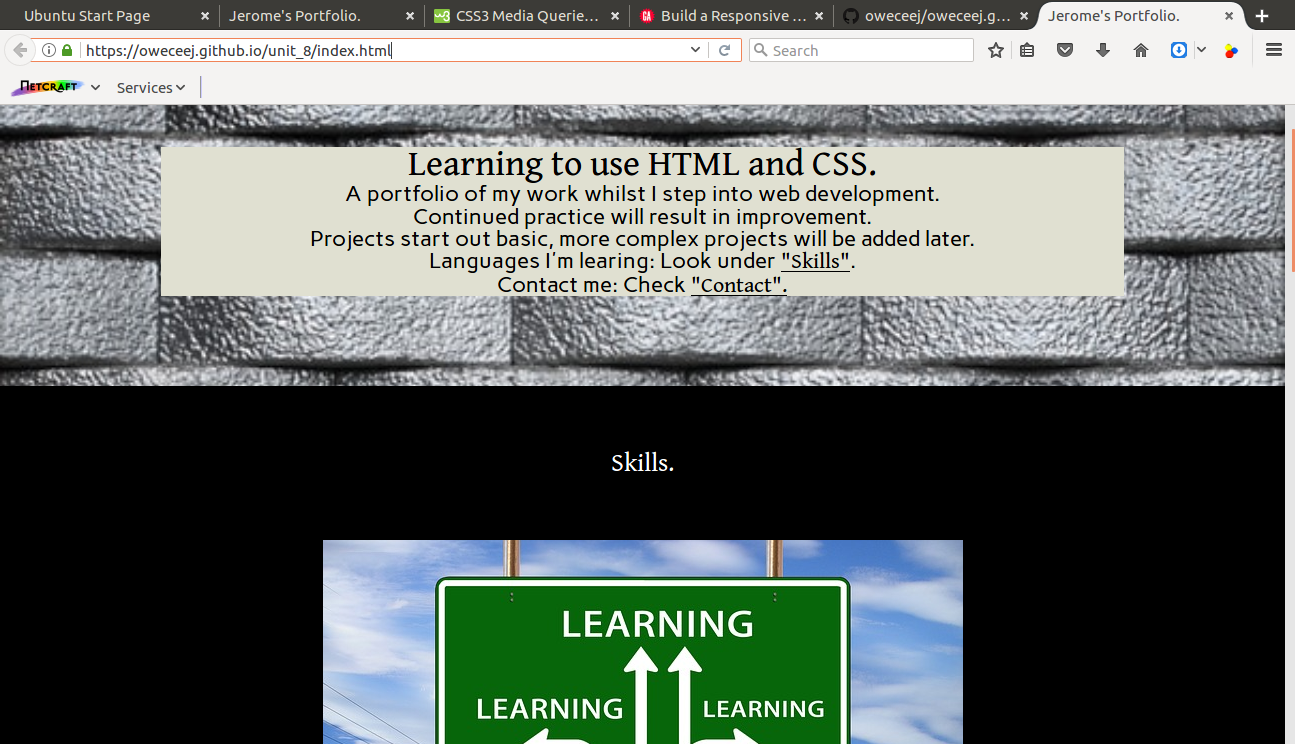 Ubuntu Start Page
Jerome's Portfolio.
CSS3 Media Querie...
Build a Responsive ...
oweceej/oweceej.g...
Jerome's Portfolio.
https://oweceej.github.io/unit_8/index.html
Search
NETCRAFT
Services
Learning to use HTML and CSS.
A portfolio of my work whilst I step into web development.
Continued practice will result in improvement.
Projects start out basic, more complex projects will be added later.
Languages I'm learing: Look under "Skills".
Contact me: Check "Contact".
Skills.
LEARNING
LEARNING LEARNING